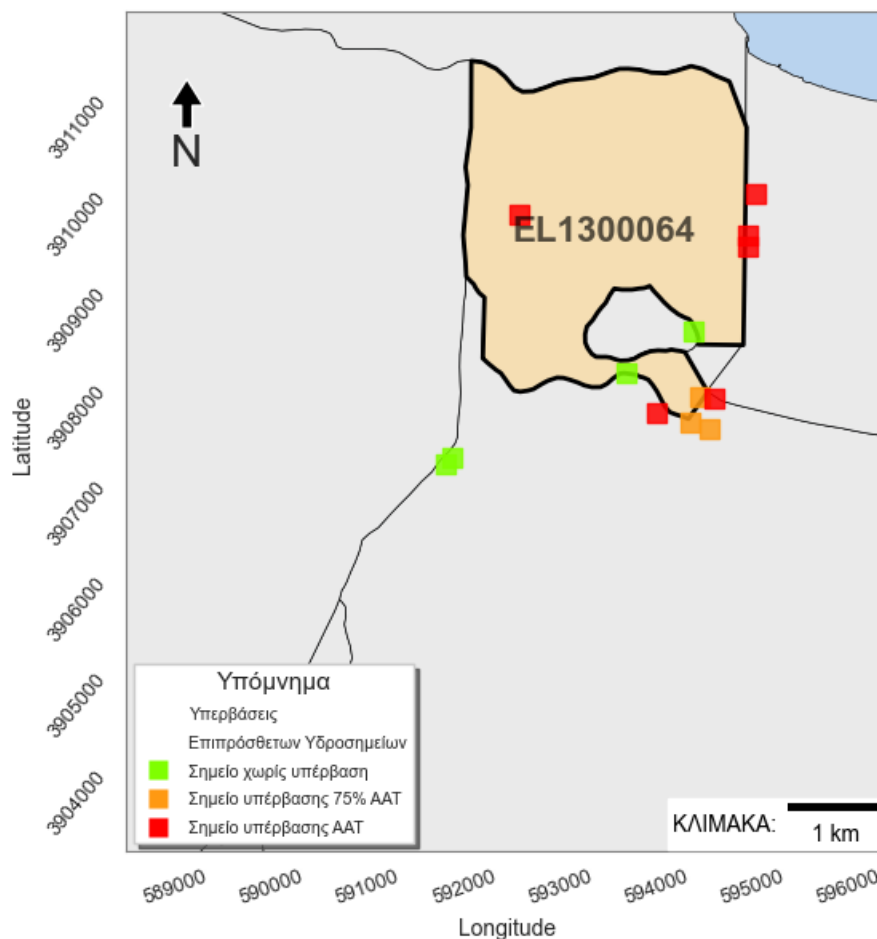 N
EL1300064
Latitude
3911000
3910000
3909000
3908000
3907000
3906000
3905000
3904000
Υπόμνημα
Υπερβάσεις
Επιπρόσθετων Υδροσημείων
Σημείο χωρίς υπέρβαση
Σημείο υπέρβασης 75% ΑΑΤ
Σημείο υπέρβασης ΑΑΤ
ΚΛΙΜΑΚΑ:
1 km
589000
590000
591000
592000
593000
594000
595000
596000
Longitude